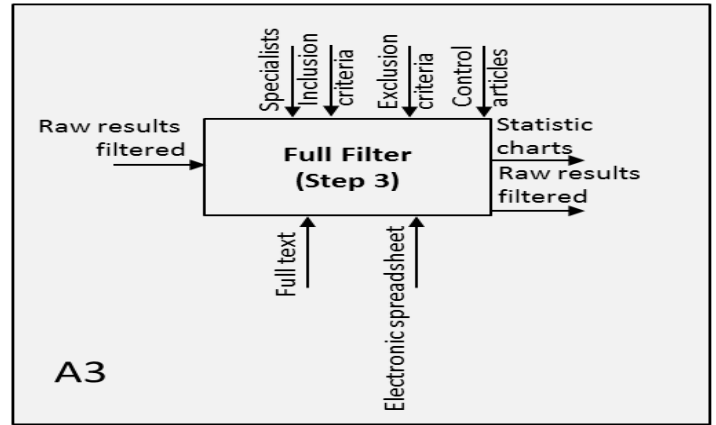 Specialists
Inclusion
criteria
Exclusion
criteria
Control
articles
Raw results
filtered
Full Filter
(Step 3)
Statistic
charts
Raw results
filtered
Full text
Electronic spreadsheet
A3